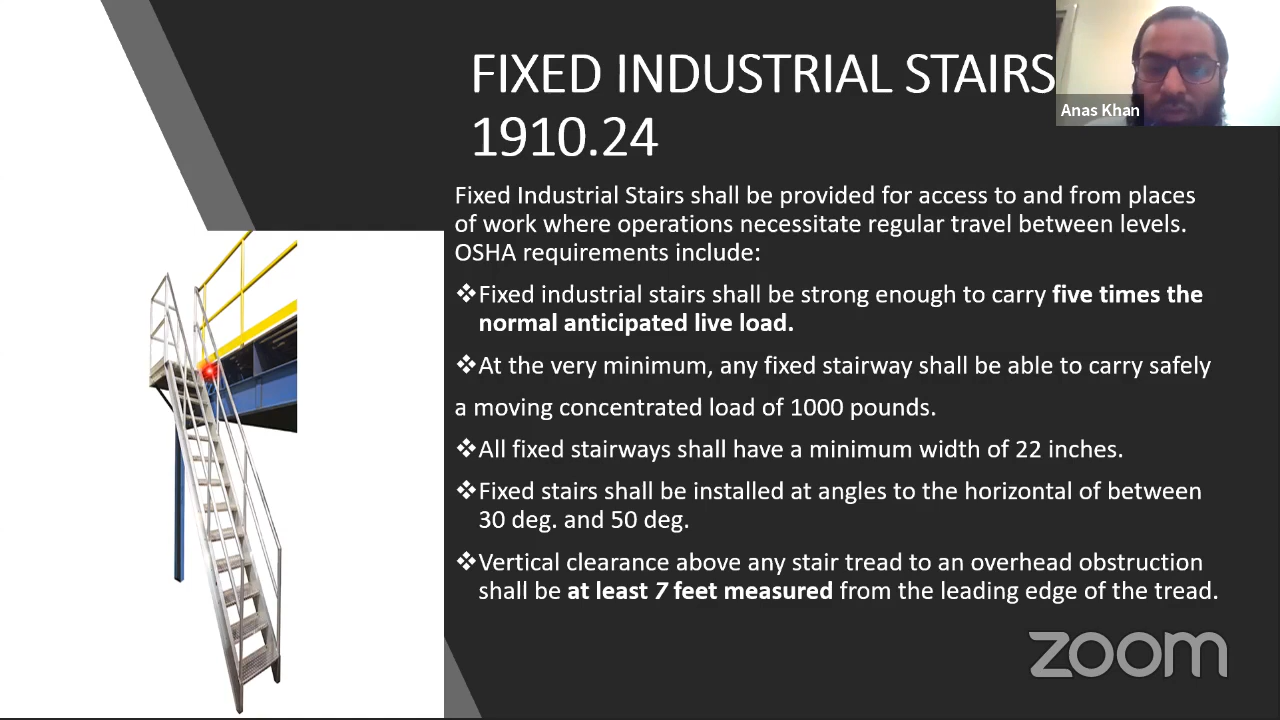 FIXED INDUSTRIAL STAIRS
1910.24
Anas Khan
Fixed Industrial Stairs shall be provided for access to and from places
of work where operations necessitate regular travel between levels.
OSHA requirements include:
❖Fixed industrial stairs shall be strong enough to carry five times the
normal anticipated live load.
❖At the very minimum, any fixed stairway shall be able to carry safely
a moving concentrated load of 1000 pounds.
❖All fixed stairways shall have a minimum width of 22 inches.
❖Fixed stairs shall be installed at angles to the horizontal of between
30 deg. and 50 deg.
❖Vertical clearance above any stair tread to an overhead obstruction
shall be at least 7 feet measured from the leading edge of the tread.
zoom